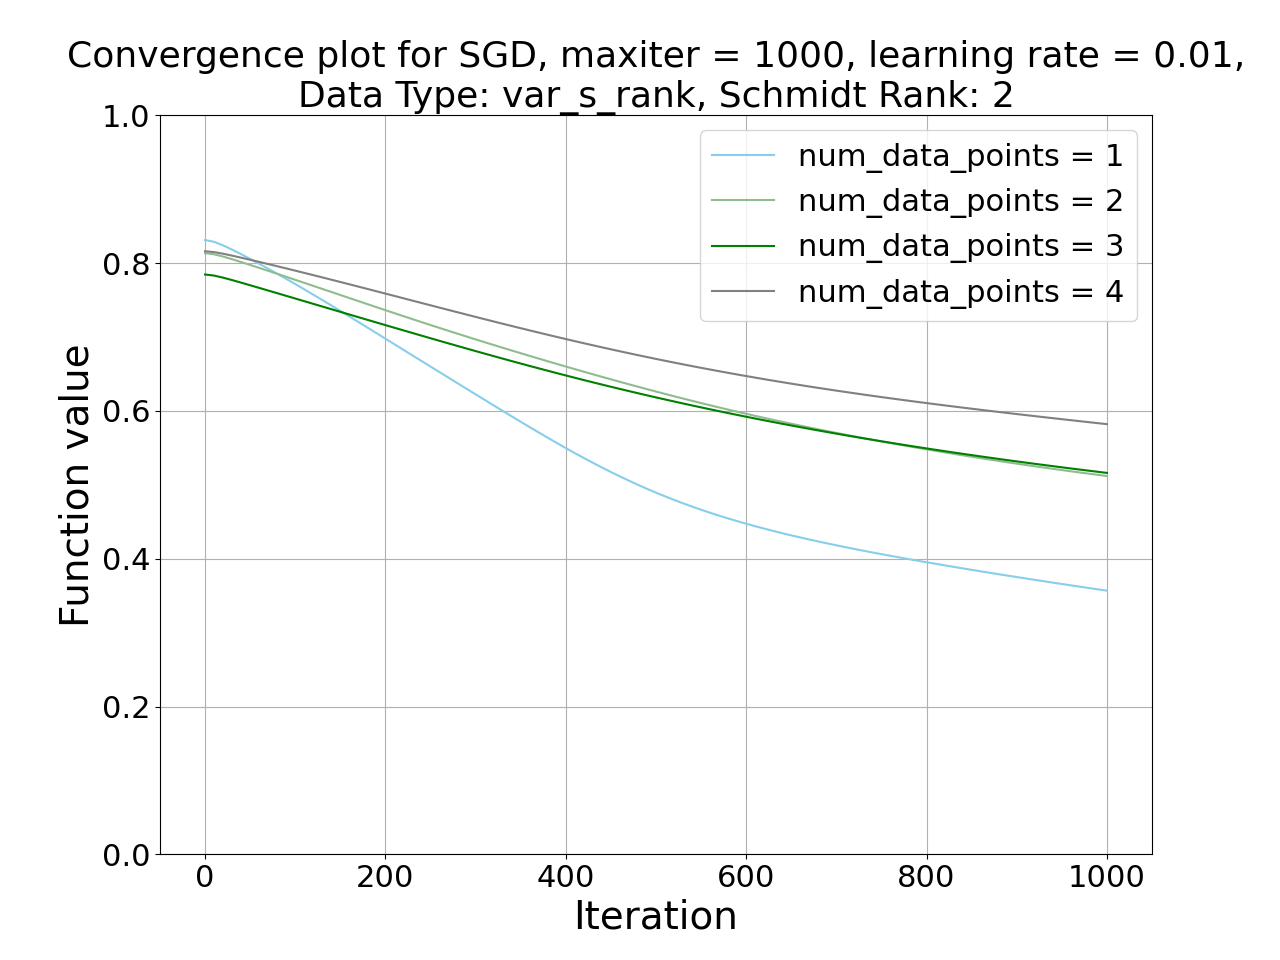 Convergence plot for SGD, maxiter = 1000, learning rate = 0.01,
Data Type: var_s_rank, Schmidt Rank: 2
num_data_points = 1
num_data_points = 2
num_data_points = 3
num_data_points = 4
Function value
1.0
0.8
0.6
0.4
0.2
0.0
0 200 400 600 800 1000
Iteration